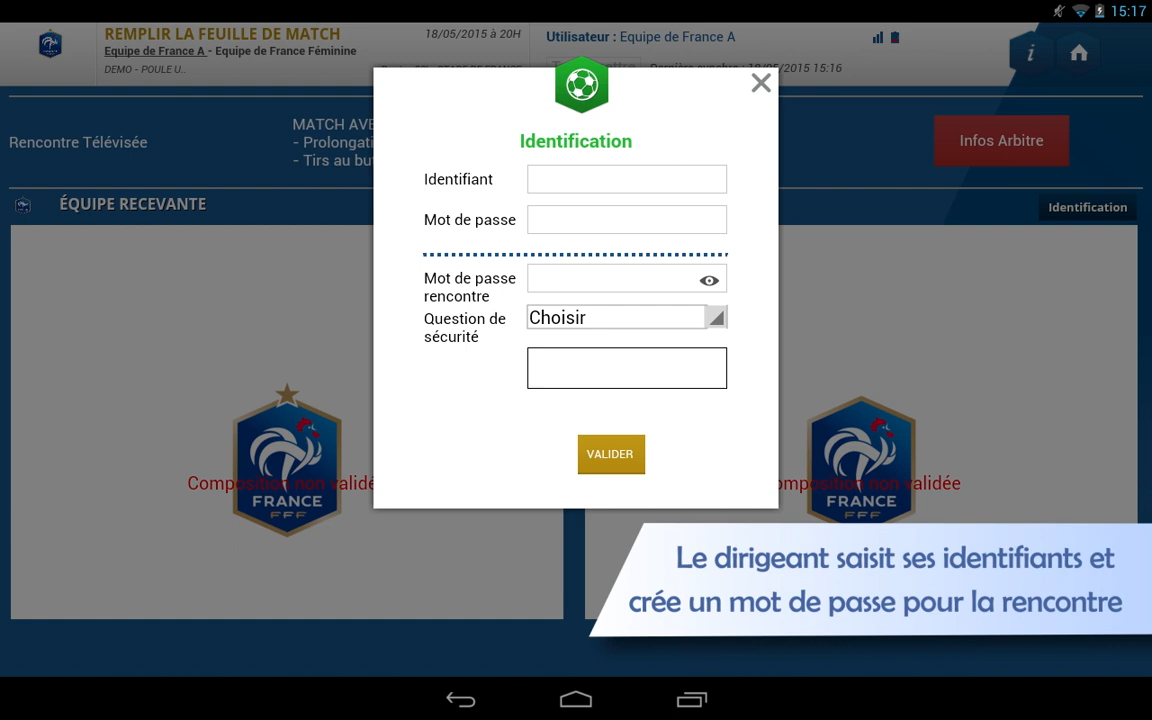 15:17
REMPLIR LA FEUILLE DE MATCH
Equipe de France A - Equipe de France Féminine
DEMO - POULE U..
18/05/2015 à 20H
Utilisateur : Equipe de France A
Dernière synchro : 18/05/2015 15:16
Rencontre Télévisée
MATCH AVE
- Prolongati
- Tirs au but
Infos Arbitre
ÉQUIPE RECEVANTE
Identification
Identification
Identifiant
Mot de passe
Mot de passe
rencontre
Question de
sécurité
Choisir
VALIDER
Composition non validé
omposition non validée
FRANCE
FFF
FRANCE
Le dirigeant saisit ses identifiants et
crée un mot de passe pour la rencontre